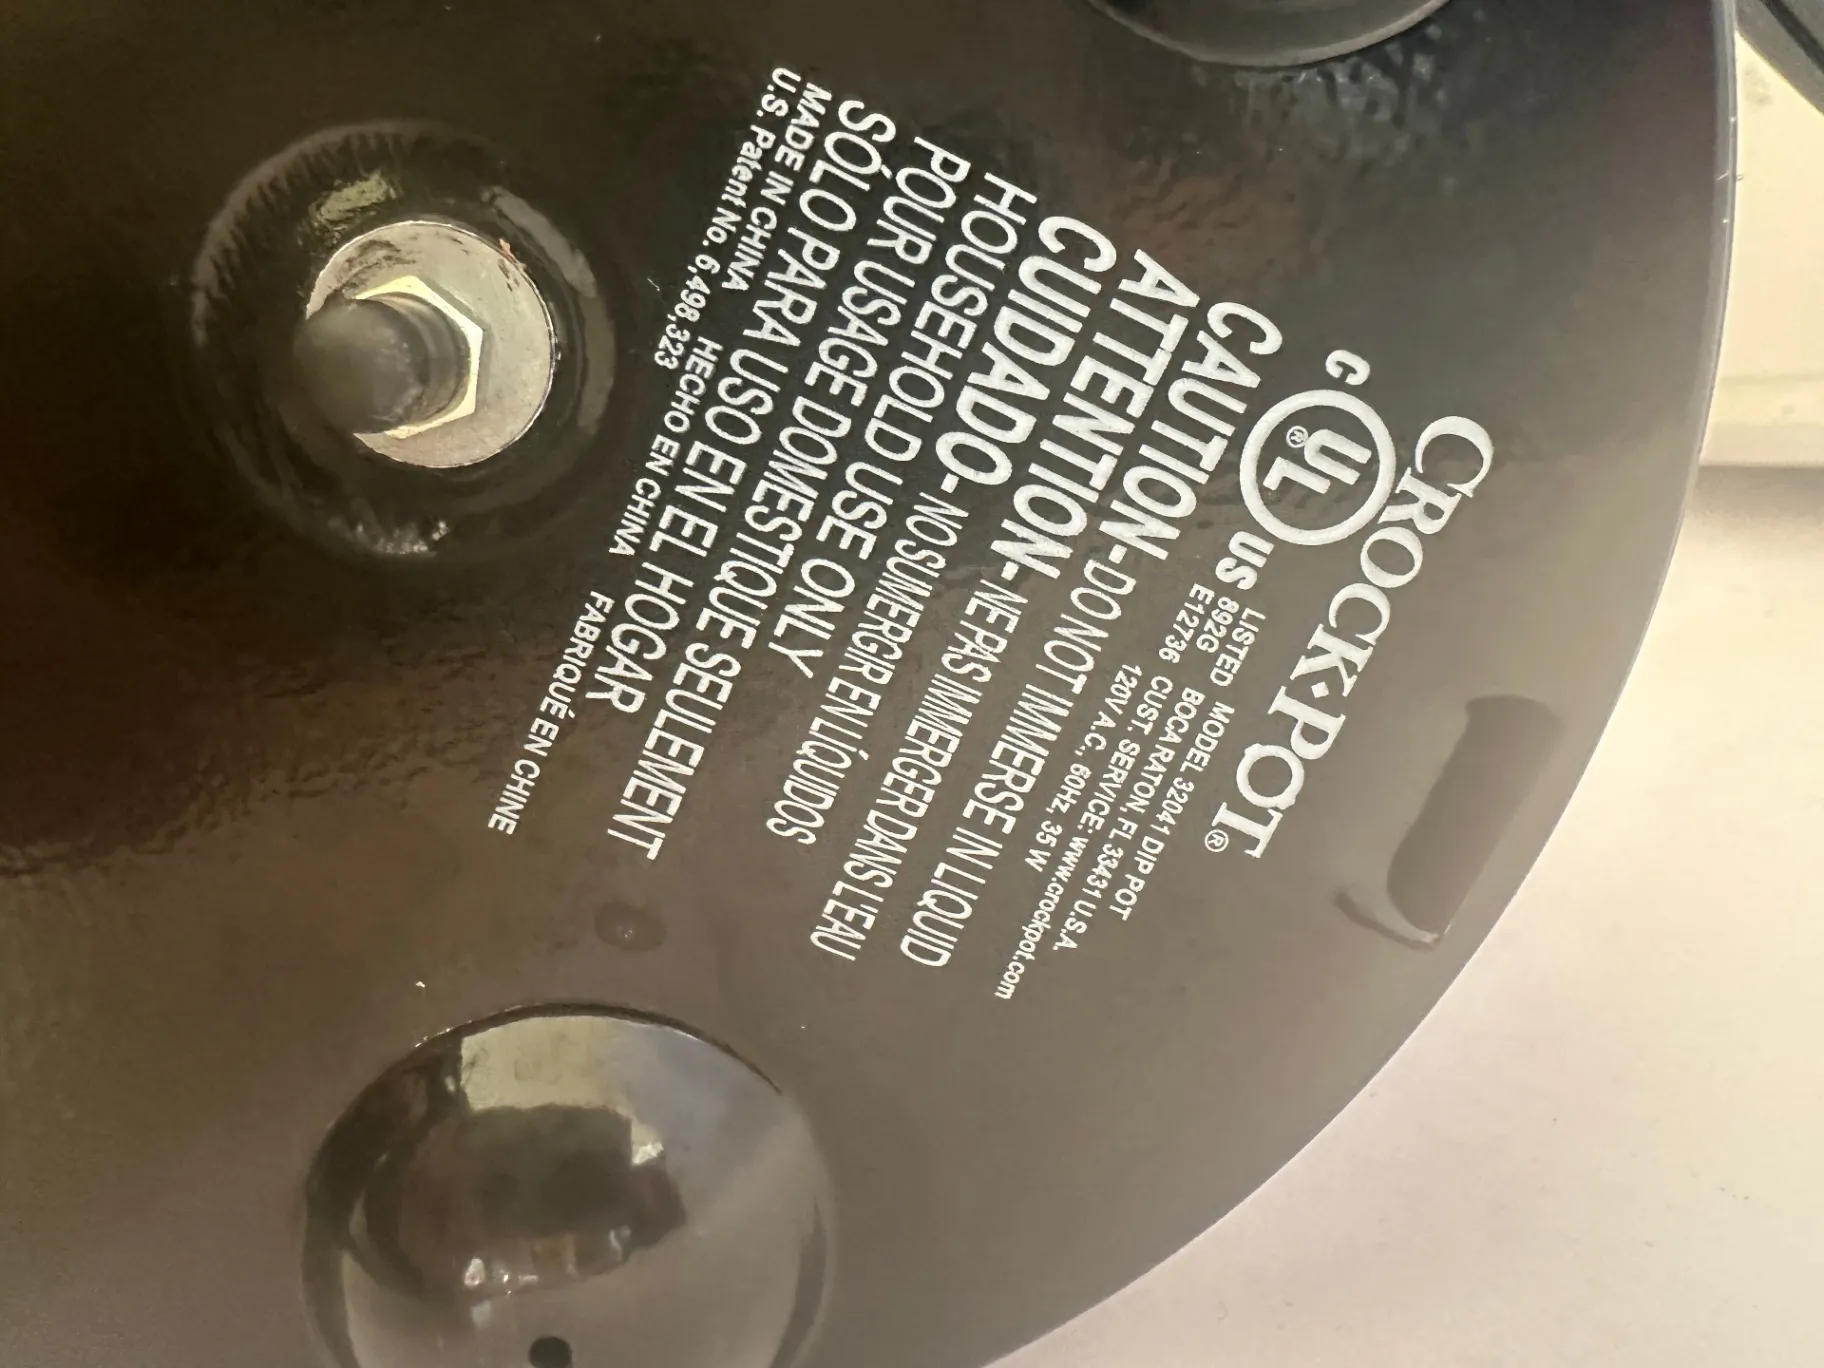 CROCK·POT®
C UL® US
LISTED MODEL 32041 DIP POT
892G BOCA RATON, FL 33431 U.S.A.
E12736 CUST. SERVICE: www.crockpot.com
120V A.C., 60Hz, 35 W
CAUTION-DO NOT IMMERSE IN LIQUID
ATTENTION-NE PAS IMMERGER DANS L'EAU
CUIDADO-NO SUMERGIR EN LÍQUIDOS
HOUSEHOLD USE ONLY
POUR USAGE DOMESTIQUE SEULEMENT
SÓLO PARA USO EN EL HOGAR
MADE IN CHINA HECHO EN CHINA FABRIQUÉ EN CHINE
U.S. Patent No. 6,498,323